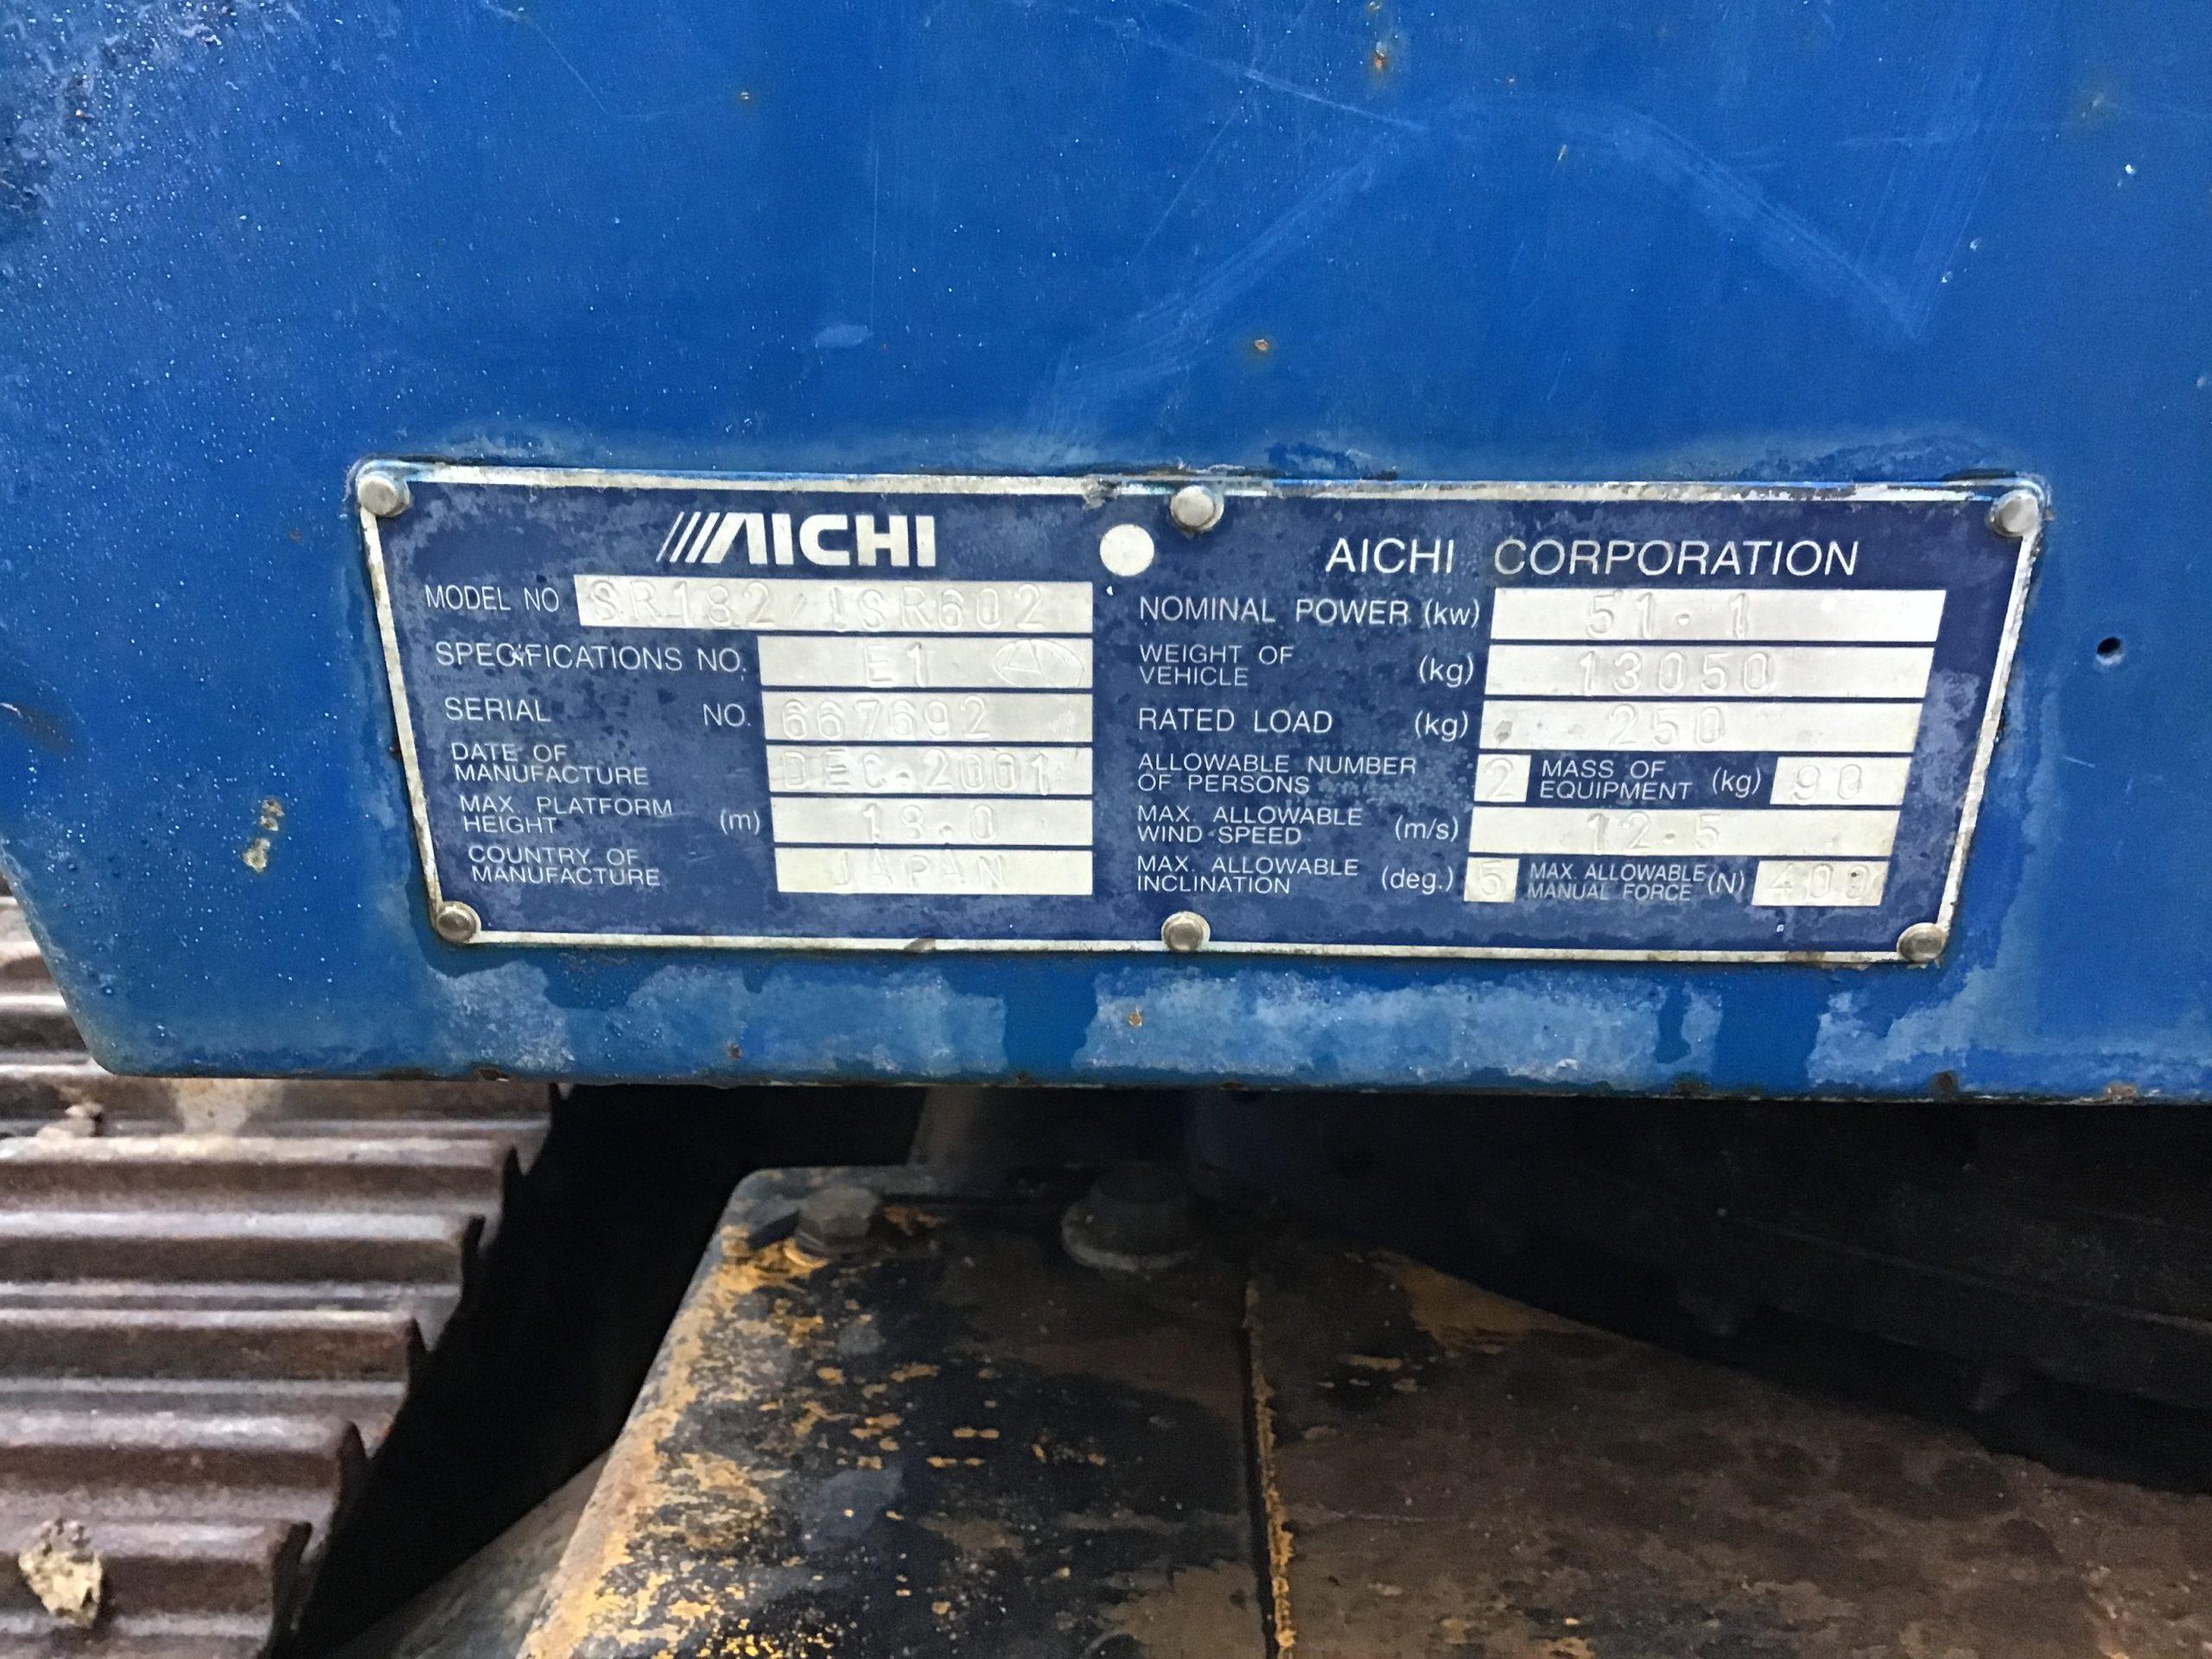 AICHI
AICHI CORPORATION
MODEL NO. SR182/ISR602
SPECIFICATIONS NO. E1
SERIAL NO. 667692
DATE OF MANUFACTURE DEC.2001
MAX. PLATFORM HEIGHT (m) 18.0
COUNTRY OF MANUFACTURE JAPAN
NOMINAL POWER (kw) 51.1
WEIGHT OF VEHICLE (kg) 13050
RATED LOAD (kg) 250
ALLOWABLE NUMBER OF PERSONS 2 MASS OF EQUIPMENT (kg) 90
MAX. ALLOWABLE WIND SPEED (m/s) 12.5
MAX. ALLOWABLE INCLINATION (deg.) 5 MAX. ALLOWABLE MANUAL FORCE (N) 400